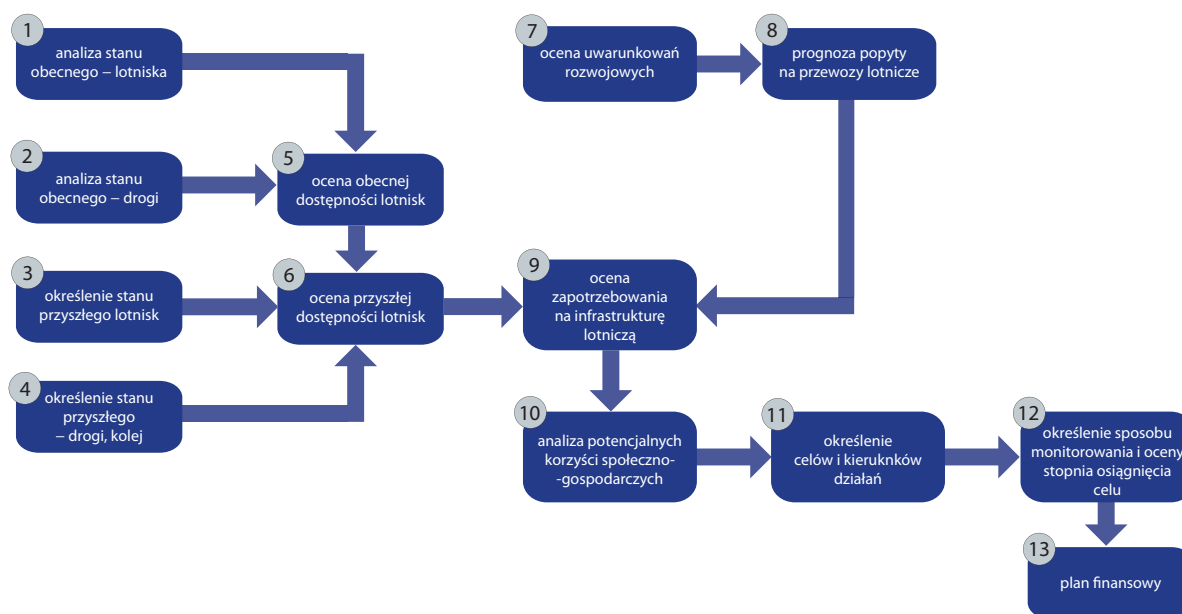 1
analiza stanu
obecnego – lotniska
2
analiza stanu
obecnego – drogi
3
określenie stanu
przyszłego lotnisk
4
określenie stanu
przyszłego
– drogi, kolej
5
ocena obecnej
dostępności lotnisk
6
ocena przyszłej
dostępności lotnisk
7
ocena uwarunkowań
rozwojowych
8
prognoza popyty
na przewozy lotnicze
9
ocena
zapotrzebowania
na infrastrukturę
lotniczą
10
analiza potencjalnych
korzyści społeczno-
-gospodarczych
11
określenie
celów i kieruknków
działań
12
określenie sposobu
monitorowania i oceny
stopnia osiągnięcia
celu
13
plan finansowy